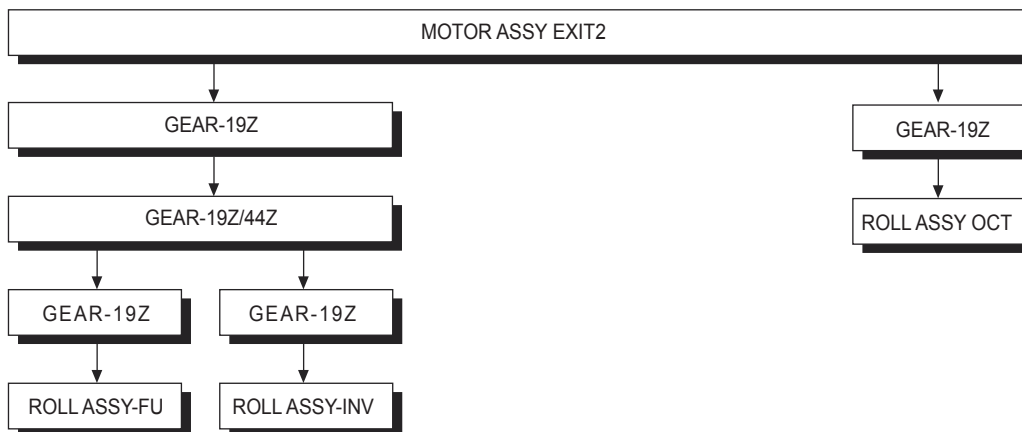 MOTOR ASSY EXIT2
GEAR-19Z
GEAR-19Z
GEAR-19Z/44Z
ROLL ASSY OCT
GEAR-19Z
GEAR-19Z
ROLL ASSY-FU
ROLL ASSY-INV